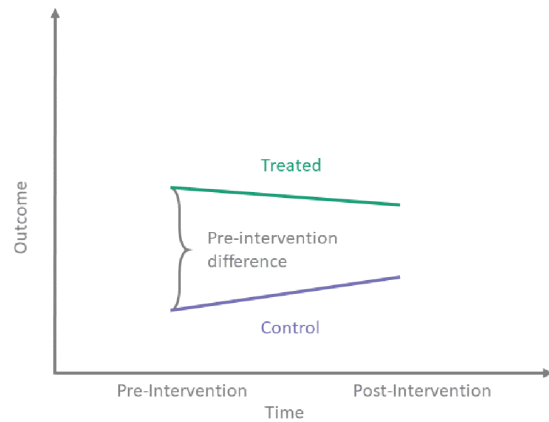 Treated
Outcome
Pre-intervention
difference
Control
Pre-Intervention
Post-Intervention
Time